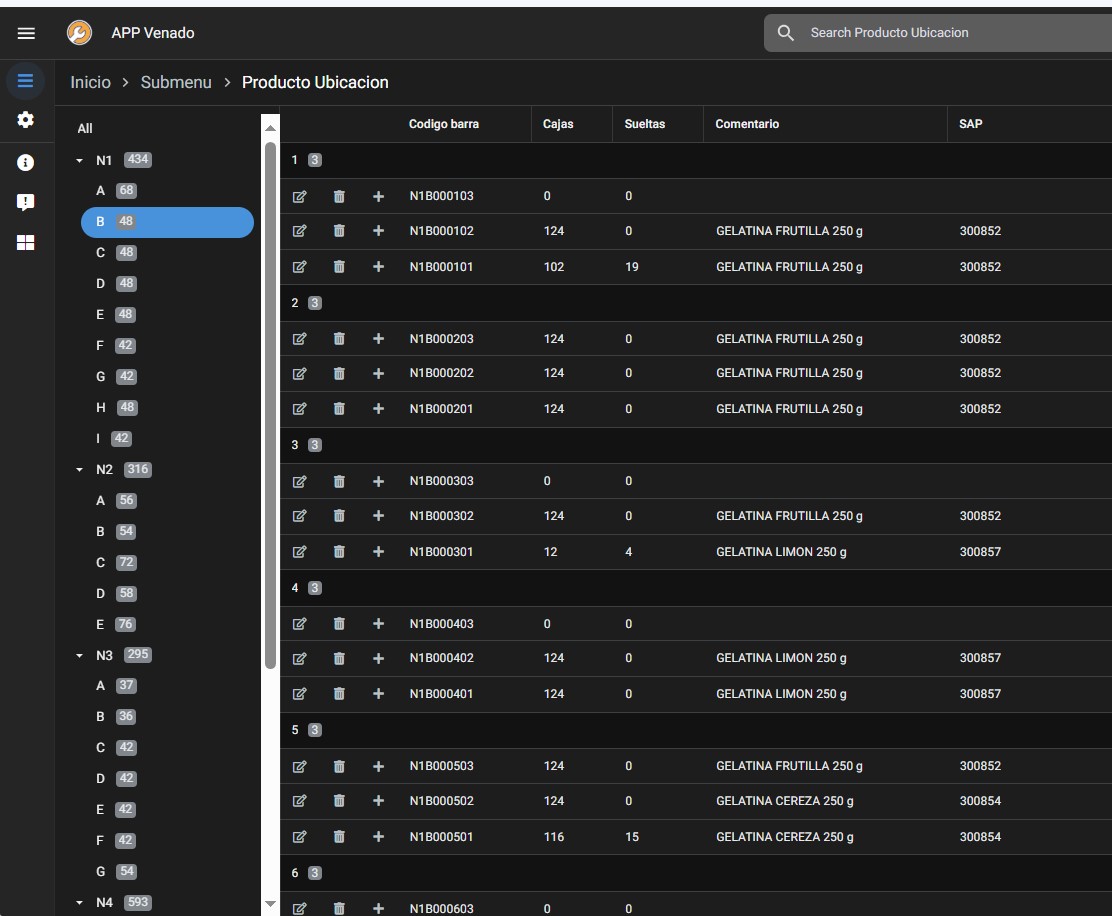 APP Venado
Search Producto Ubicacion
Inicio > Submenu > Producto Ubicacion
All
N1 434
A 68
B 48
C 48
D 48
E 48
F 42
G 42
H 48
I 42
N2 316
A 56
B 54
C 72
D 58
E 76
N3 295
A 37
B 36
C 42
D 42
E 42
F 42
G 54
N4 593
Codigo barra Cajas Sueltas Comentario SAP
1 3
N1B000103 0 0
N1B000102 124 0 GELATINA FRUTILLA 250 g 300852
N1B000101 102 19 GELATINA FRUTILLA 250 g 300852
2 3
N1B000203 124 0 GELATINA FRUTILLA 250 g 300852
N1B000202 124 0 GELATINA FRUTILLA 250 g 300852
N1B000201 124 0 GELATINA FRUTILLA 250 g 300852
3 3
N1B000303 0 0
N1B000302 124 0 GELATINA FRUTILLA 250 g 300852
N1B000301 12 4 GELATINA LIMON 250 g 300857
4 3
N1B000403 0 0
N1B000402 124 0 GELATINA LIMON 250 g 300857
N1B000401 124 0 GELATINA LIMON 250 g 300857
5 3
N1B000503 124 0 GELATINA FRUTILLA 250 g 300852
N1B000502 124 0 GELATINA CEREZA 250 g 300854
N1B000501 116 15 GELATINA CEREZA 250 g 300854
6 3
N1B000603 0 0